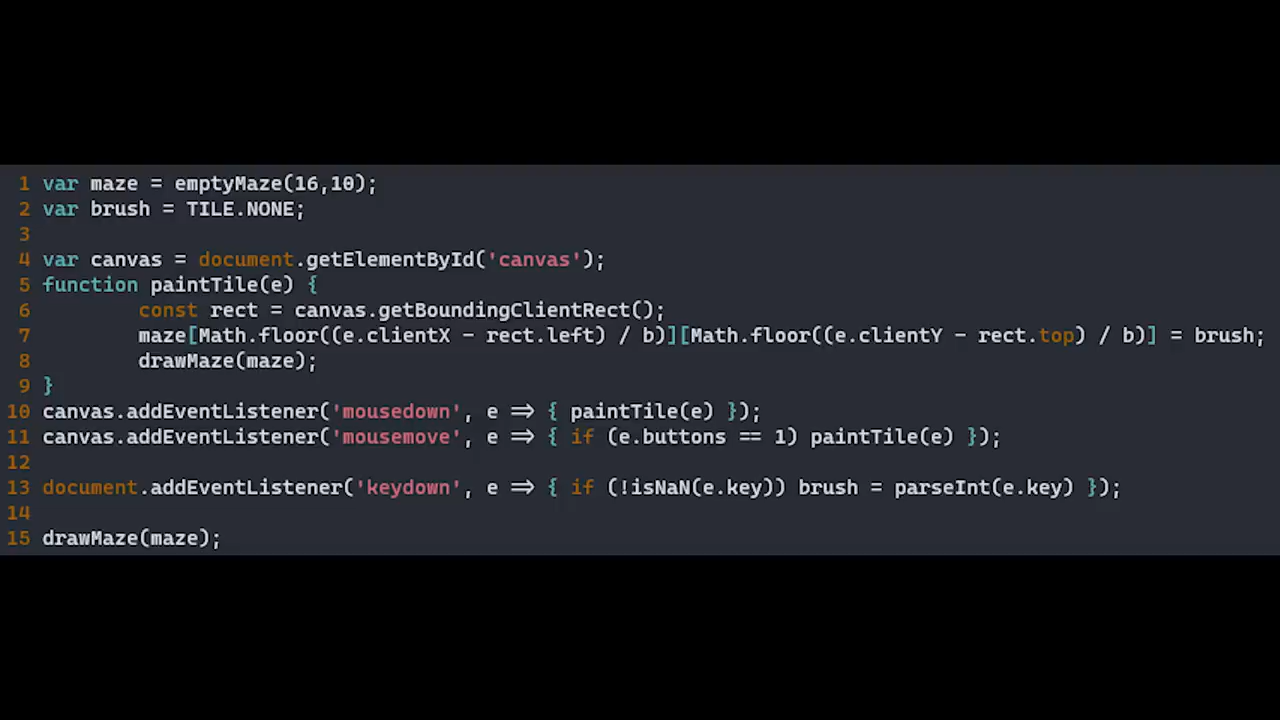 1 var maze = emptyMaze(16,10);
2 var brush = TILE.NONE;
3
4 var canvas = document.getElementById('canvas');
5 function paintTile(e) {
6         const rect = canvas.getBoundingClientRect();
7         maze[Math.floor((e.clientX - rect.left) / b)][Math.floor((e.clientY - rect.top) / b)] = brush;
8         drawMaze(maze);
9 }
10 canvas.addEventListener('mousedown', e => { paintTile(e) });
11 canvas.addEventListener('mousemove', e => { if (e.buttons == 1) paintTile(e) });
12
13 document.addEventListener('keydown', e => { if (!isNaN(e.key)) brush = parseInt(e.key) });
14
15 drawMaze(maze);